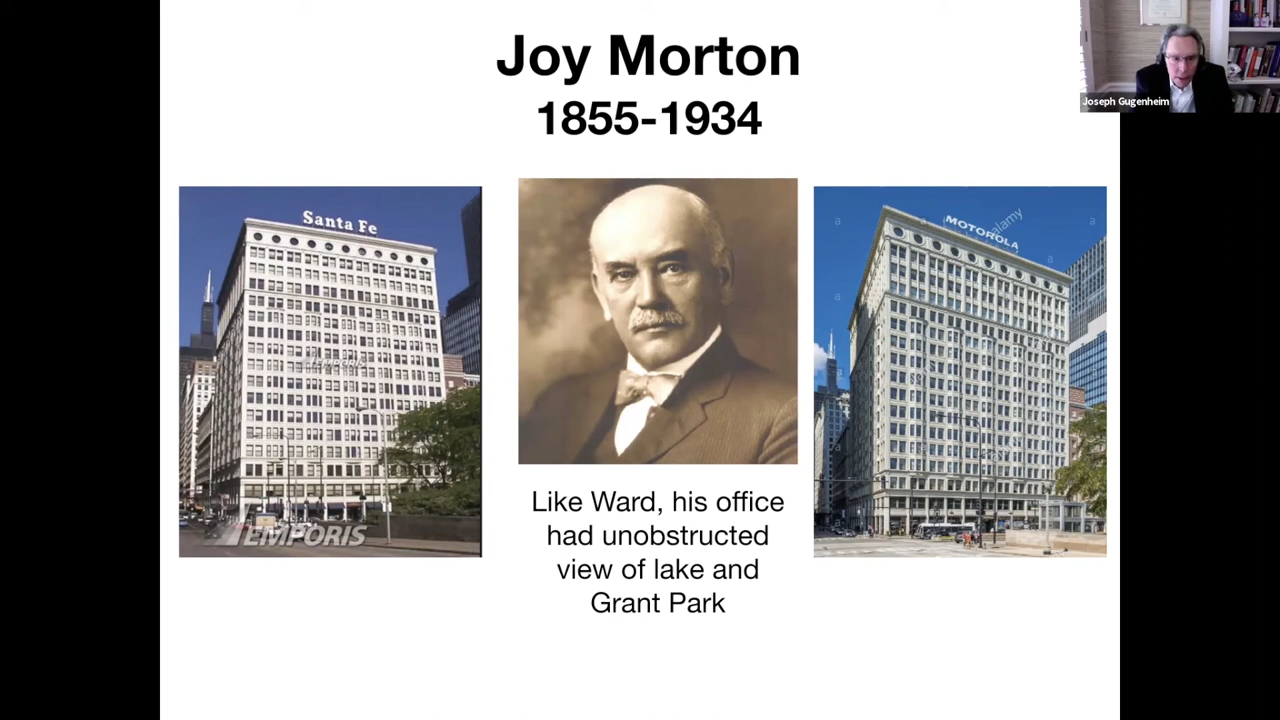 Joy Morton
1855-1934
Joseph Gugenheim
Santa Fe
EMPORIS
MOTOROLA
alamy
a
a
a
a
a
a
Like Ward, his office
had unobstructed
view of lake and
Grant Park